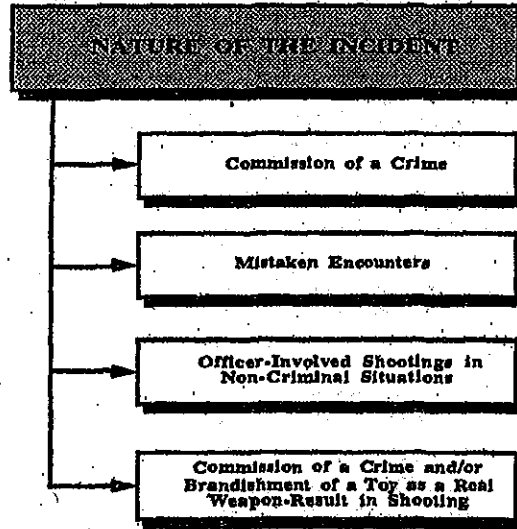 NATURE OF THE INCIDENT
Commission of a Crime
Mistaken Encounters
Officer-Involved Shootings in
Non-Criminal Situations
Commission of a Crime and/or
Brandishment of a Toy as a Real
Weapon-Result in Shooting